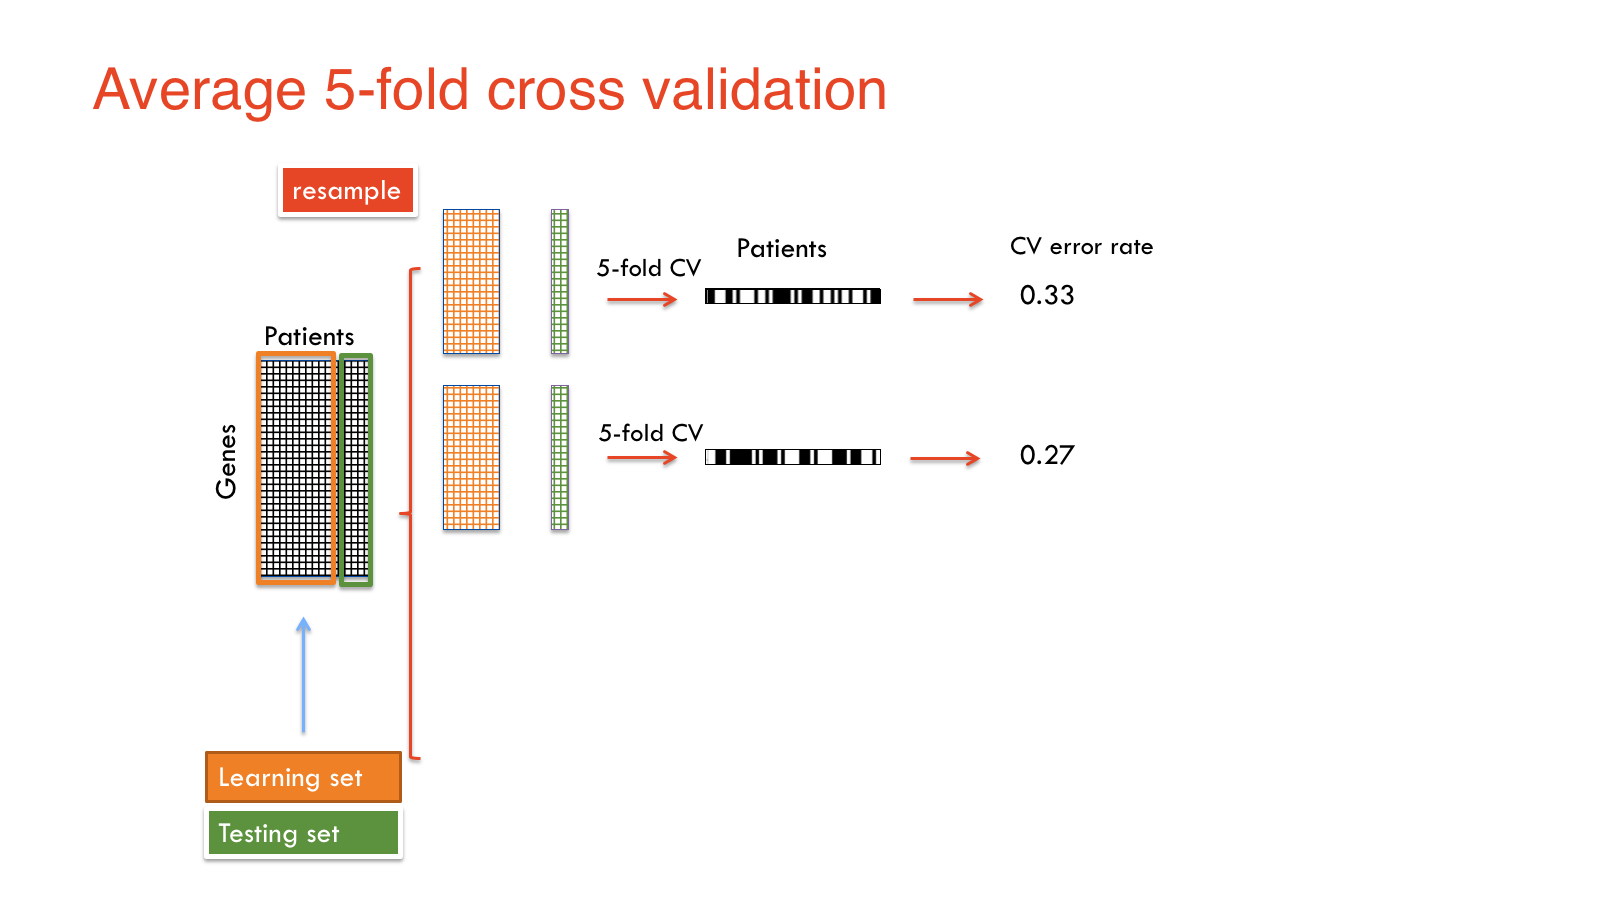 Average 5-fold cross validation
resample
Patients
CV error rate
5-fold CV
0.33
Patients
Genes
5-fold CV
0.27
Learning set
Testing set